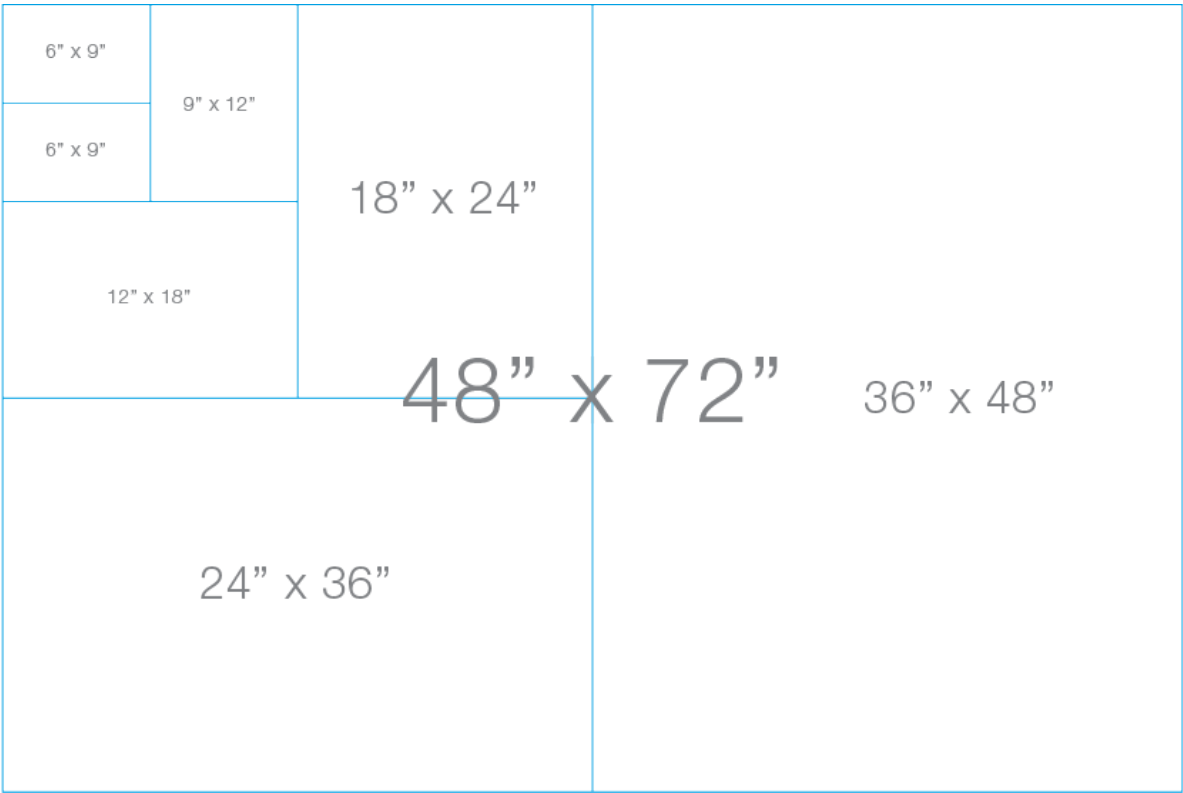 6” x 9”
9” x 12”
6” x 9”
18” x 24”
12” x 18”
48” x 72”
36” x 48”
24” x 36”